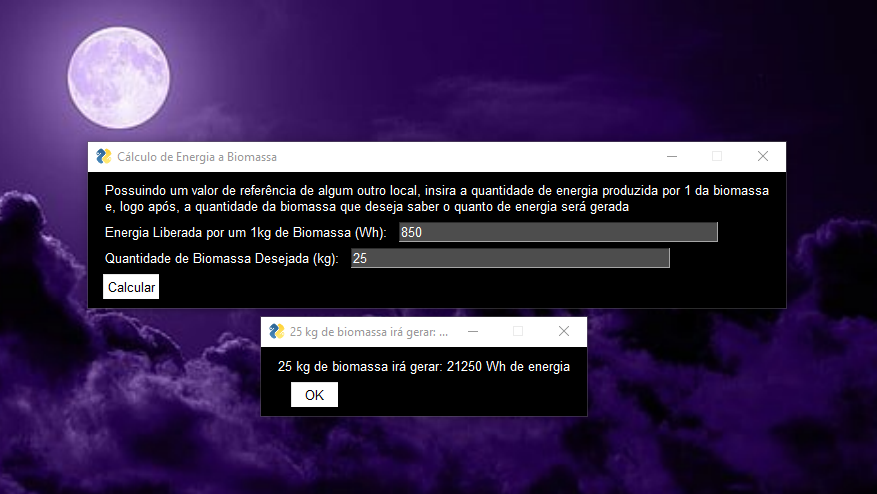 Cálculo de Energia a Biomassa
Possuindo um valor de referência de algum outro local, insira a quantidade de energia produzida por 1 da biomassa
e, logo após, a quantidade da biomassa que deseja saber o quanto de energia será gerada
Energia Liberada por um 1kg de Biomassa (Wh): 850
Quantidade de Biomassa Desejada (kg): 25
Calcular
25 kg de biomassa irá gerar: ...
25 kg de biomassa irá gerar: 21250 Wh de energia
OK